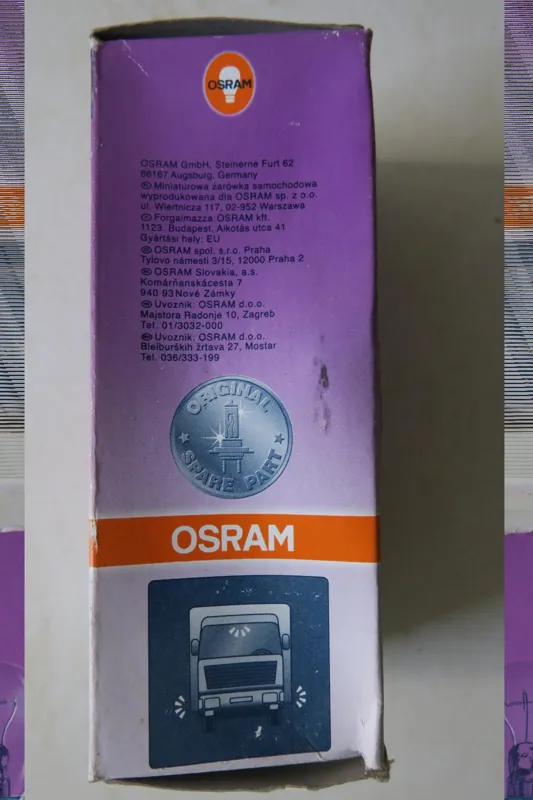 OSRAM
OSRAM GmbH, Steinerne Furt 62
86167 Augsburg, Germany
PL Miniaturowa żarówka samochodowa
wyprodukowana dla OSRAM sp. z o.o.
ul. Wiertnicza 117, 02-952 Warszawa
Forgalmazza: OSRAM kft.
1123. Budapest, Alkotás utca 41
Gyártási hely: EU
OSRAM spol. s.r.o. Praha
Tylovo námesti 3/15, 12000 Praha 2
OSRAM Slovakia, a.s.
Komárňanskácesta 7
940 93 Nové Zámky
Uvoznik: OSRAM d.o.o.
Majstora Radonje 10, Zagreb
Tel. 01/3032-000
Uvoznik: OSRAM d.o.o.
Bleiburških žrtava 27, Mostar
Tel. 036/333-199
ORIGINAL
SPARE PART
OSRAM